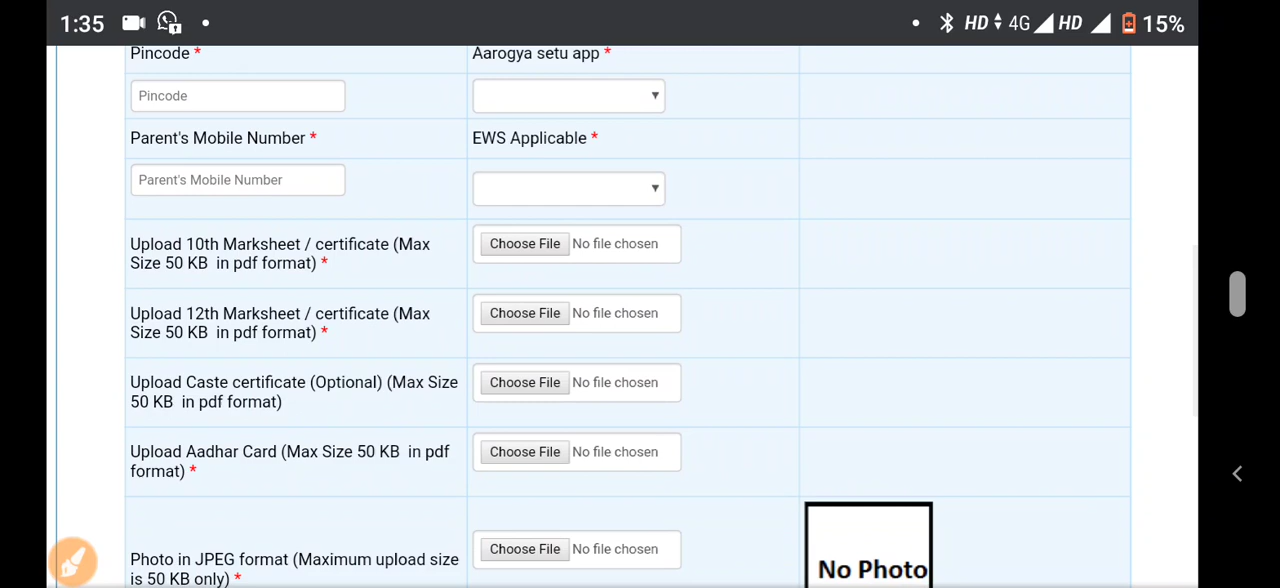 1:35 HD 4G HD 15%
Pincode * Aarogya setu app *
Pincode
Parent's Mobile Number * EWS Applicable *
Parent's Mobile Number
Upload 10th Marksheet / certificate (Max
Size 50 KB in pdf format) *
Choose File No file chosen
Upload 12th Marksheet / certificate (Max
Size 50 KB in pdf format) *
Choose File No file chosen
Upload Caste certificate (Optional) (Max Size
50 KB in pdf format)
Choose File No file chosen
Upload Aadhar Card (Max Size 50 KB in pdf
format) *
Choose File No file chosen
Photo in JPEG format (Maximum upload size
is 50 KB only) *
Choose File No file chosen
No Photo